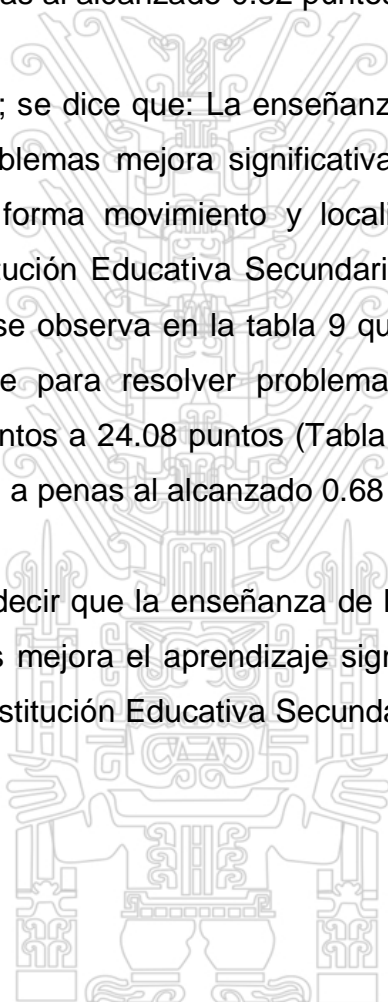 as al alcanzado 0.82 puntos
; se dice que: La enseñanz
blemas mejora significativa
forma movimiento y locali
tución Educativa Secundari
se observa en la tabla 9 qu
e para resolver problema
ntos a 24.08 puntos (Tabla
a penas al alcanzado 0.68
decir que la enseñanza de l
s mejora el aprendizaje sign
stitución Educativa Secunda